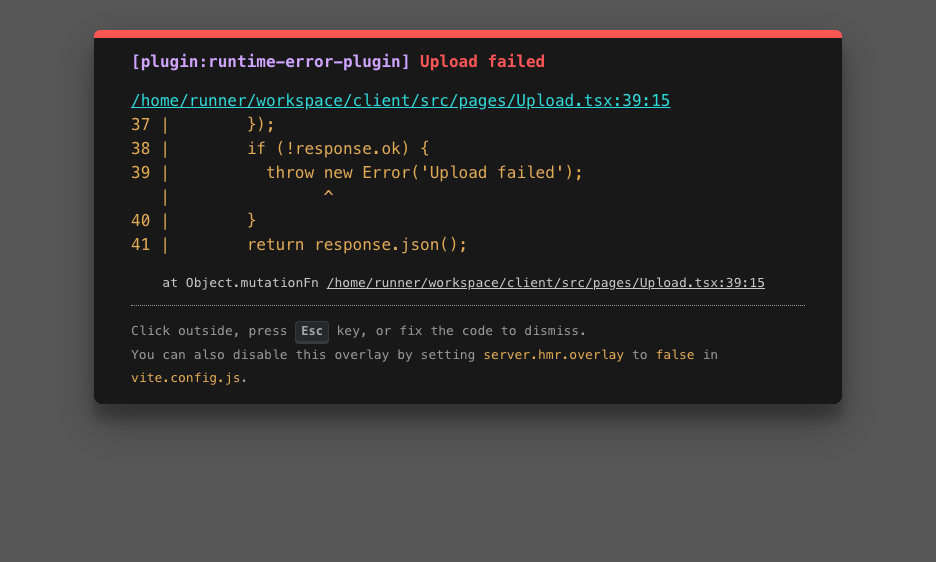 [plugin:runtime-error-plugin] Upload failed
/home/runner/workspace/client/src/pages/Upload.tsx:39:15
37 |        });
38 |        if (!response.ok) {
39 |          throw new Error('Upload failed');
   |                ^
40 |        }
41 |        return response.json();
    at Object.mutationFn /home/runner/workspace/client/src/pages/Upload.tsx:39:15
Click outside, press Esc key, or fix the code to dismiss.
You can also disable this overlay by setting server.hmr.overlay to false in
vite.config.js.